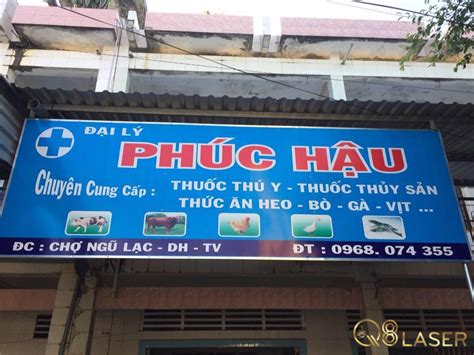 ĐẠI LÝ
PHÚC HẬU
Chuyên Cung Cấp : THUỐC THÚ Y - THUỐC THỦY SẢN
THỨC ĂN HEO - BÒ - GÀ - VỊT ...
ĐC : CHỢ NGŨ LẠC - DH - TV ĐT : 0968. 074 355
Q8 LASER